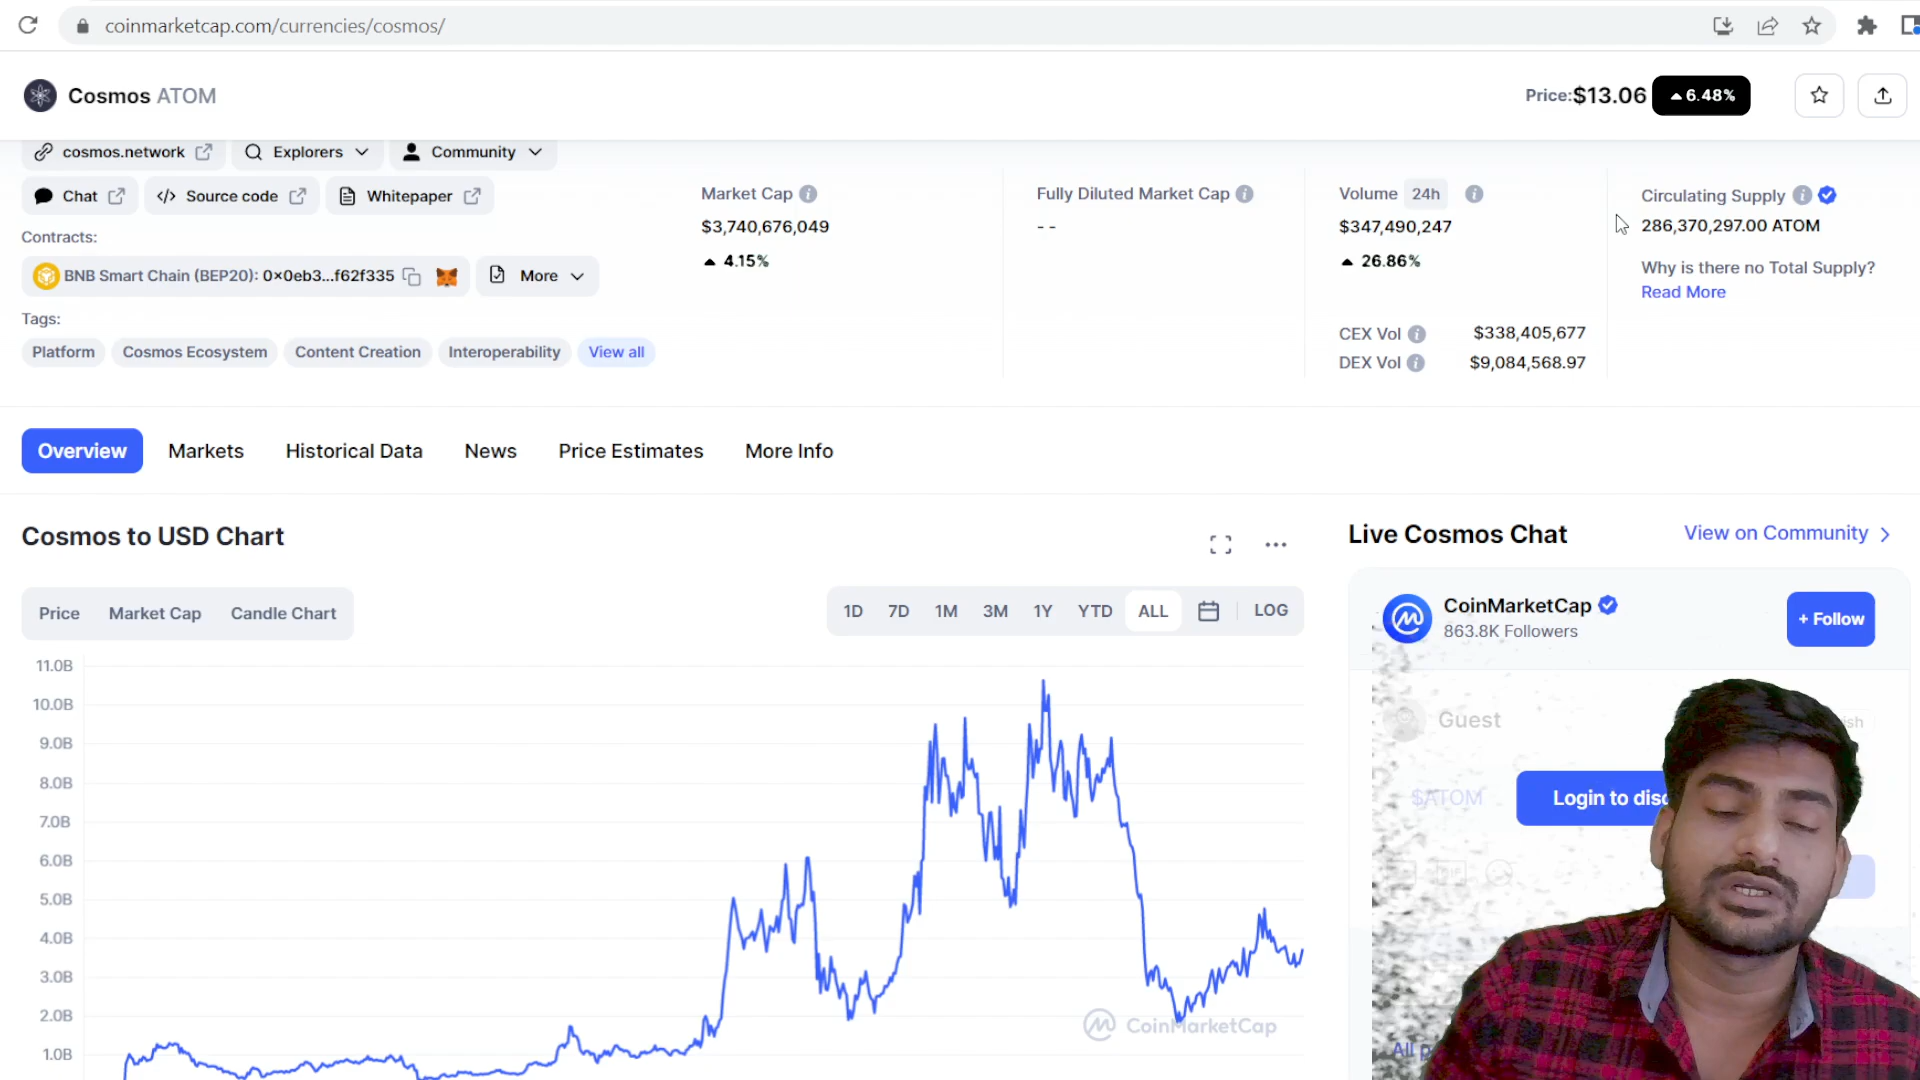 coinmarketcap.com/currencies/cosmos/
Cosmos ATOM
Price:$13.06 6.48%
cosmos.network Explorers Community
Chat Source code Whitepaper
Contracts:
BNB Smart Chain (BEP20): 0x0eb3...f62f335 More
Tags:
Platform Cosmos Ecosystem Content Creation Interoperability View all
Market Cap
$3,740,676,049
4.15%
Fully Diluted Market Cap
- -
Volume 24h
$347,490,247
26.86%
CEX Vol $338,405,677
DEX Vol $9,084,568.97
Circulating Supply
286,370,297.00 ATOM
Why is there no Total Supply?
Read More
Overview Markets Historical Data News Price Estimates More Info
Cosmos to USD Chart
Price Market Cap Candle Chart
1D 7D 1M 3M 1Y YTD ALL LOG
11.0B
10.0B
9.0B
8.0B
7.0B
6.0B
5.0B
4.0B
3.0B
2.0B
1.0B
CoinMarketCap
Live Cosmos Chat View on Community
CoinMarketCap
863.8K Followers
+ Follow
Guest
$ATOM
Login to disc
All p